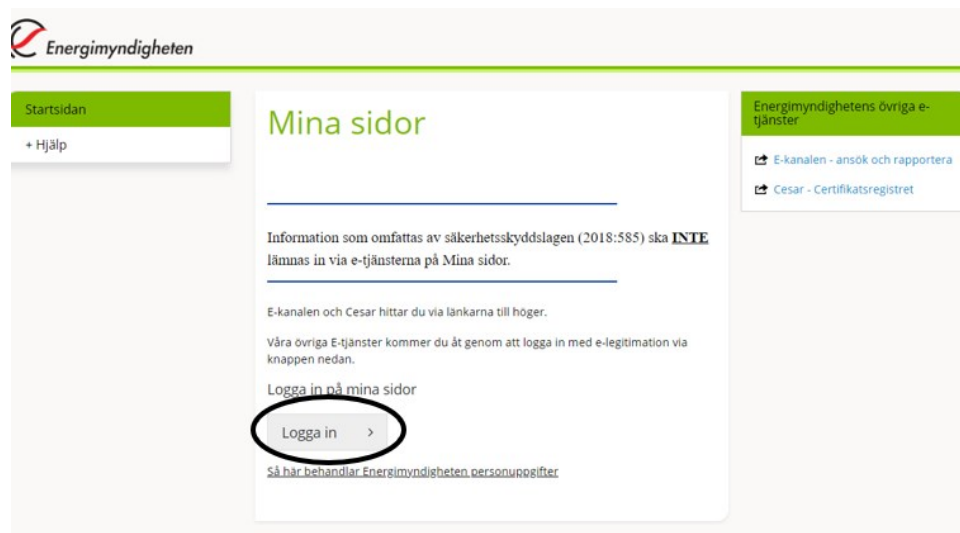 Energimyndigheten
Startsidan
+ Hjälp
Mina sidor
Information som omfattas av säkerhetsskyddslagen (2018:585) ska INTE
lämnas in via e-tjänsterna på Mina sidor.
E-kanalen och Cesar hittar du via länkarna till höger.
Våra övriga E-tjänster kommer du åt genom att logga in med e-legitimation via
knappen nedan.
Logga in på mina sidor
Logga in >
Så här behandlar Energimyndigheten personuppgifter
Energimyndighetens övriga e-
tjänster
E-kanalen - ansök och rapportera
Cesar - Certifikatsregistret